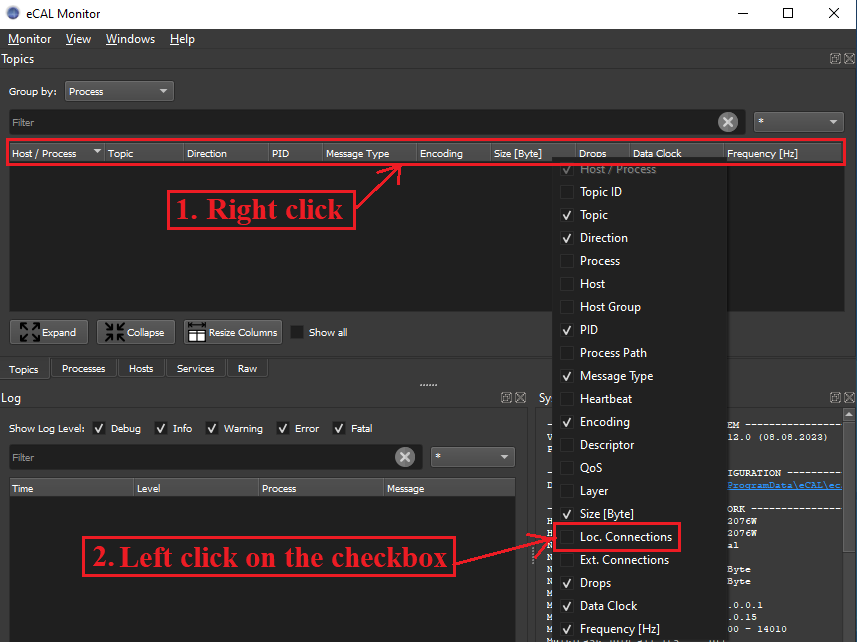 eCAL Monitor
Monitor View Windows Help
Topics
Group by: Process
Filter *
Host / Process Topic Direction PID Message Type Encoding Size [Byte] Drops Data Clock Frequency [Hz]
1. Right click
Host / Process
Topic ID
Topic
Direction
Process
Host
Host Group
PID
Process Path
Message Type
Heartbeat
Encoding
Descriptor
QoS
Layer
Size [Byte]
Loc. Connections
Ext. Connections
Drops
Data Clock
Frequency [Hz]
Expand Collapse Resize Columns Show all
Topics Processes Hosts Services Raw
Log
Show Log Level: Debug Info Warning Error Fatal
Filter *
Time Level Process Message
2. Left click on the checkbox
Sy
EM ----------------
12.0 (08.08.2023)
IGURATION ---------
ProgramData\eCAL\ec
ORK ---------------
2076W
2076W
al
Byte
Byte
.0.0.1
.0.15
00 - 14010